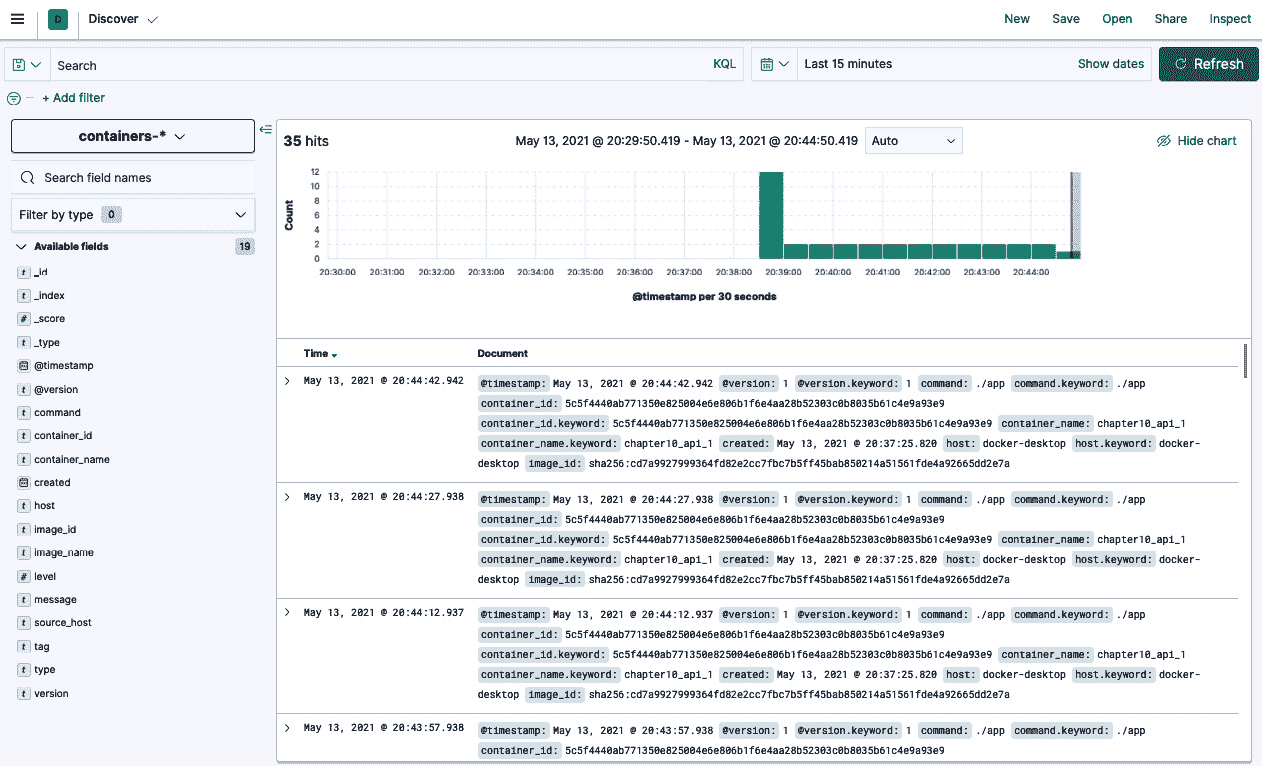 D Discover New Save Open Share Inspect
Search KQL Last 15 minutes Show dates Refresh
+ Add filter
containers-*
Search field names
Filter by type 0
Available fields 19
t _id
t _index
# _score
t _type
@timestamp
t @version
t command
t container_id
t container_name
created
t host
t image_id
t image_name
# level
t message
t source_host
t tag
t type
t version
35 hits May 13, 2021 @ 20:29:50.419 - May 13, 2021 @ 20:44:50.419 Auto Hide chart
Count
12
10
8
6
4
2
0
20:30:00 20:31:00 20:32:00 20:33:00 20:34:00 20:35:00 20:36:00 20:37:00 20:38:00 20:39:00 20:40:00 20:41:00 20:42:00 20:43:00 20:44:00
@timestamp per 30 seconds
Time Document
May 13, 2021 @ 20:44:42.942 @timestamp: May 13, 2021 @ 20:44:42.942 @version: 1 @version.keyword: 1 command: ./app command.keyword: ./app
container_id: 5c5f4440ab771350e825004e6e806b1f6e4aa28b52303c0b8035b61c4e9a93e9
container_id.keyword: 5c5f4440ab771350e825004e6e806b1f6e4aa28b52303c0b8035b61c4e9a93e9 container_name: chapter10_api_1
container_name.keyword: chapter10_api_1 created: May 13, 2021 @ 20:37:25.820 host: docker-desktop host.keyword: docker-
desktop image_id: sha256:cd7a9927999364fd82e2cc7fbc7b5ff45bab850214a51561fde4a92665dd2e7a
May 13, 2021 @ 20:44:27.938 @timestamp: May 13, 2021 @ 20:44:27.938 @version: 1 @version.keyword: 1 command: ./app command.keyword: ./app
container_id: 5c5f4440ab771350e825004e6e806b1f6e4aa28b52303c0b8035b61c4e9a93e9
container_id.keyword: 5c5f4440ab771350e825004e6e806b1f6e4aa28b52303c0b8035b61c4e9a93e9 container_name: chapter10_api_1
container_name.keyword: chapter10_api_1 created: May 13, 2021 @ 20:37:25.820 host: docker-desktop host.keyword: docker-
desktop image_id: sha256:cd7a9927999364fd82e2cc7fbc7b5ff45bab850214a51561fde4a92665dd2e7a
May 13, 2021 @ 20:44:12.937 @timestamp: May 13, 2021 @ 20:44:12.937 @version: 1 @version.keyword: 1 command: ./app command.keyword: ./app
container_id: 5c5f4440ab771350e825004e6e806b1f6e4aa28b52303c0b8035b61c4e9a93e9
container_id.keyword: 5c5f4440ab771350e825004e6e806b1f6e4aa28b52303c0b8035b61c4e9a93e9 container_name: chapter10_api_1
container_name.keyword: chapter10_api_1 created: May 13, 2021 @ 20:37:25.820 host: docker-desktop host.keyword: docker-
desktop image_id: sha256:cd7a9927999364fd82e2cc7fbc7b5ff45bab850214a51561fde4a92665dd2e7a
May 13, 2021 @ 20:43:57.938 @timestamp: May 13, 2021 @ 20:43:57.938 @version: 1 @version.keyword: 1 command: ./app command.keyword: ./app
container_id: 5c5f4440ab771350e825004e6e806b1f6e4aa28b52303c0b8035b61c4e9a93e9